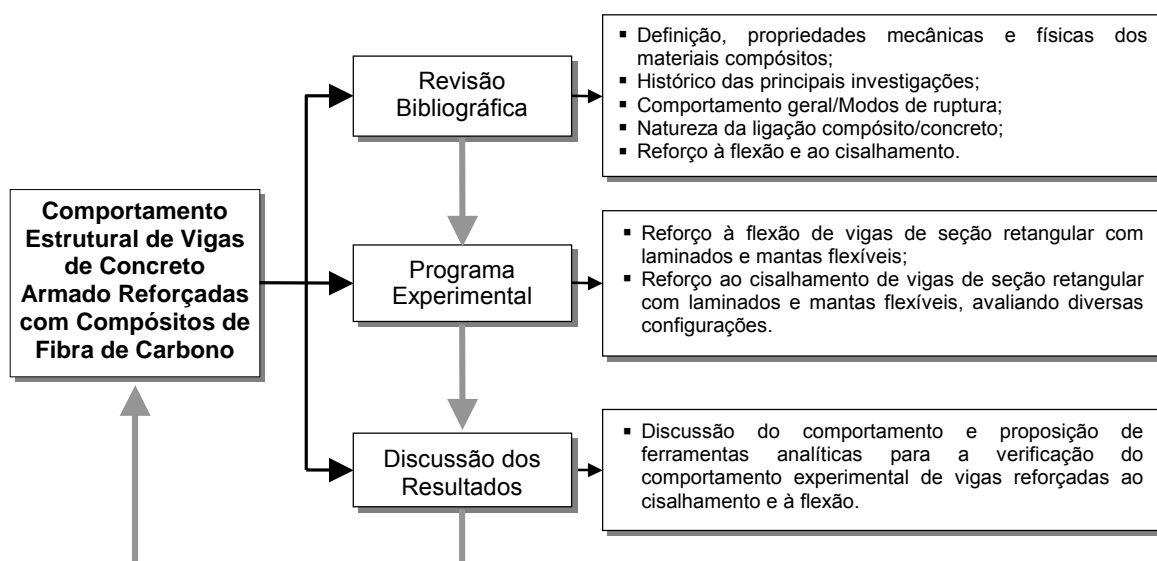 Comportamento
Estrutural de Vigas
de Concreto
Armado Reforçadas
com Compósitos de
Fibra de Carbono
Revisão
Bibliográfica
▪ Definição, propriedades mecânicas e físicas dos
materiais compósitos;
▪ Histórico das principais investigações;
▪ Comportamento geral/Modos de ruptura;
▪ Natureza da ligação compósito/concreto;
▪ Reforço à flexão e ao cisalhamento.
Programa
Experimental
▪ Reforço à flexão de vigas de seção retangular com
laminados e mantas flexíveis;
▪ Reforço ao cisalhamento de vigas de seção retangular
com laminados e mantas flexíveis, avaliando diversas
configurações.
Discussão dos
Resultados
▪ Discussão do comportamento e proposição de
ferramentas analíticas para a verificação do
comportamento experimental de vigas reforçadas ao
cisalhamento e à flexão.